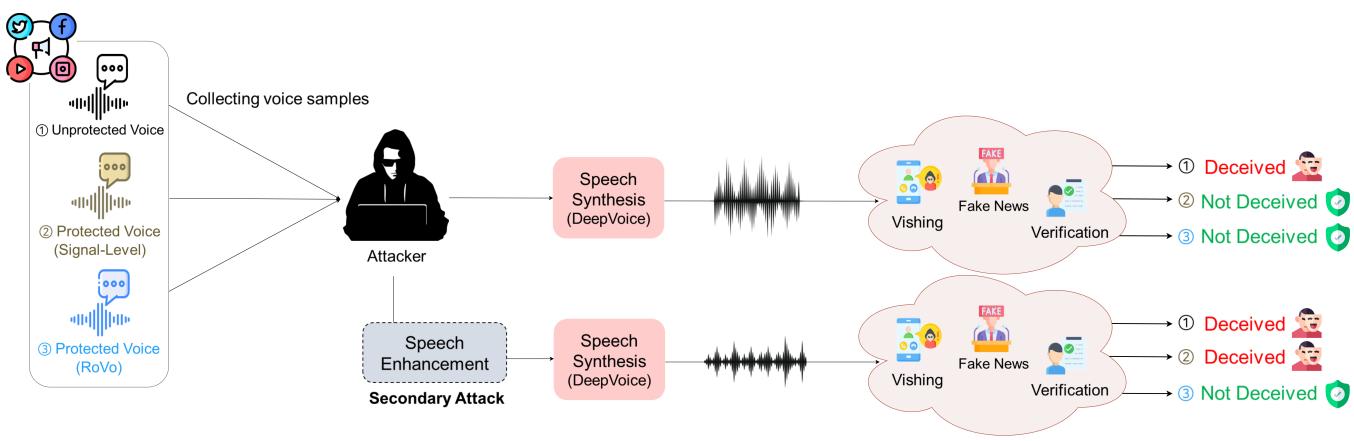 ① Unprotected Voice
② Protected Voice
(Signal-Level)
③ Protected Voice
(RoVo)
Collecting voice samples
Attacker
Speech
Synthesis
(DeepVoice)
Vishing
FAKE
Fake News
Verification
① Deceived
② Not Deceived
③ Not Deceived
Speech
Enhancement
Secondary Attack
Speech
Synthesis
(DeepVoice)
Vishing
FAKE
Fake News
Verification
① Deceived
② Deceived
③ Not Deceived